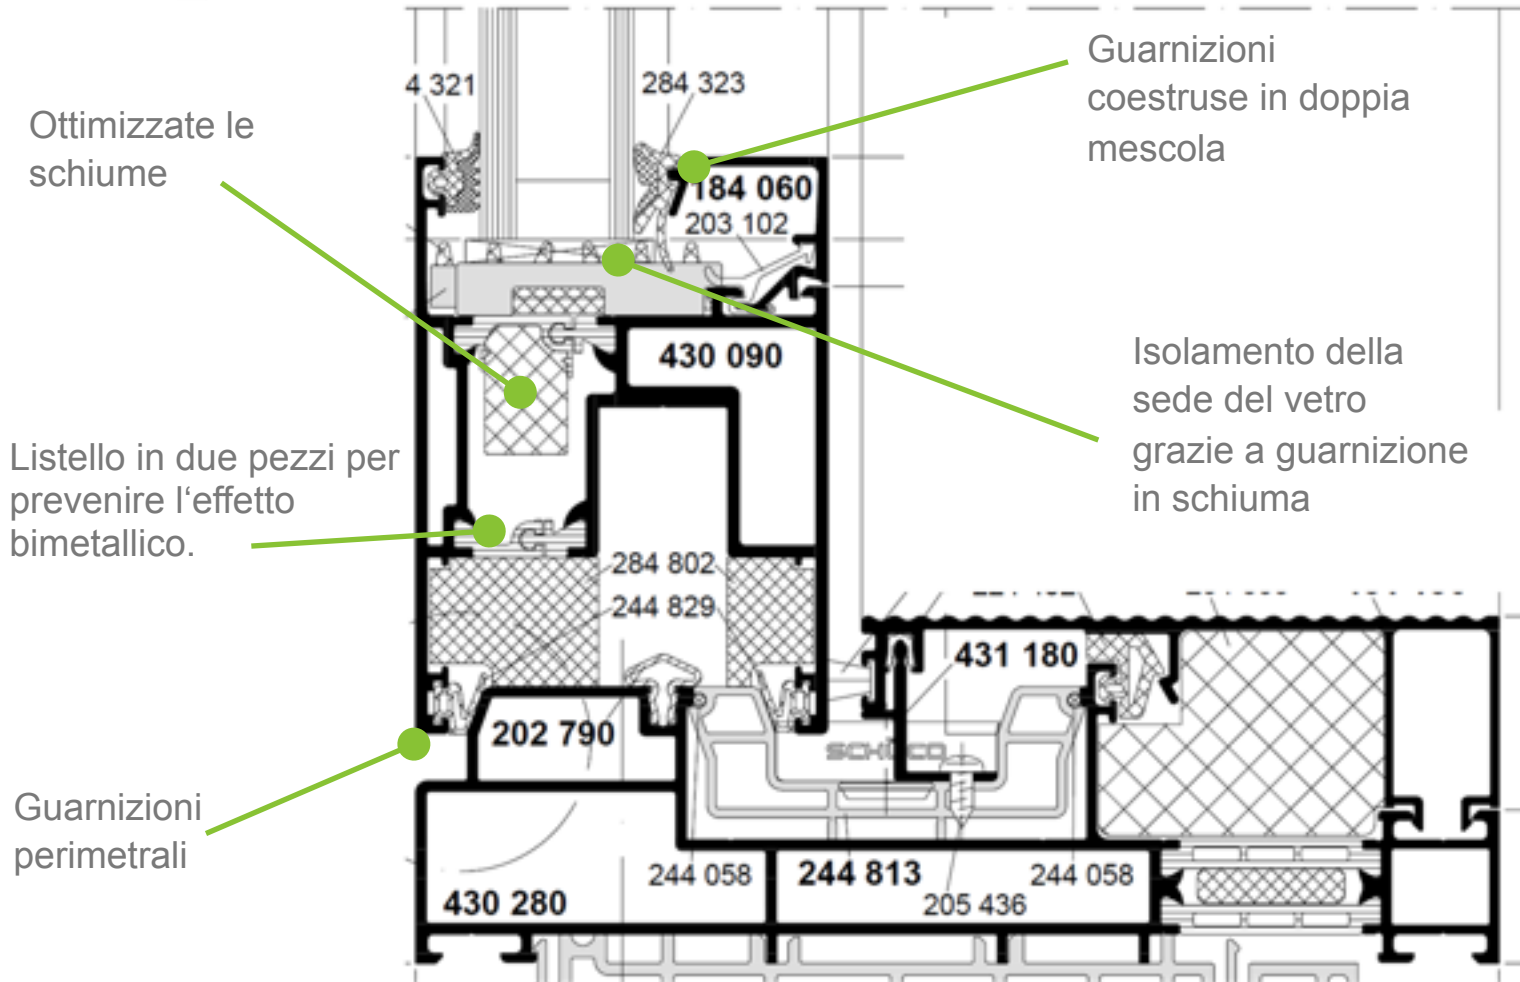 4 321
284 323
Guarnizioni
coestruse in doppia
mescola
Ottimizzate le
schiume
184 060
203 102
430 090
Isolamento della
sede del vetro
grazie a guarnizione
in schiuma
Listello in due pezzi per
prevenire l‘effetto
bimetallico.
284 802
244 829
431 180
202 790
SCHÜCO
Guarnizioni
perimetrali
244 058
244 813
244 058
430 280
205 436